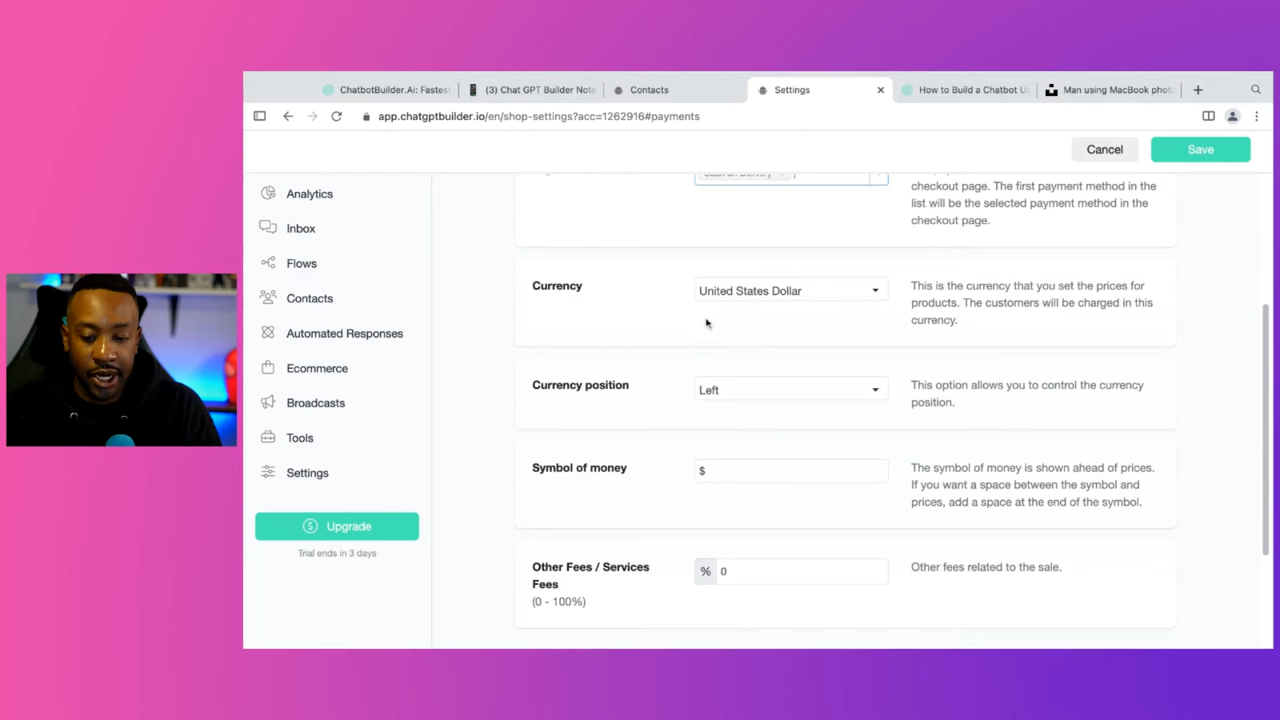 ChatbotBuilder.Ai: Fastest
(3) Chat GPT Builder Note
Contacts
Settings
How to Build a Chatbot Us
Man using MacBook photo
app.chatgptbuilder.io/en/shop-settings?acc=1262916#payments
Cancel
Save
Analytics
Inbox
Flows
Contacts
Automated Responses
Ecommerce
Broadcasts
Tools
Settings
Upgrade
Trial ends in 3 days
Cash on Delivery
checkout page. The first payment method in the
list will be the selected payment method in the
checkout page.
Currency
United States Dollar
This is the currency that you set the prices for
products. The customers will be charged in this
currency.
Currency position
Left
This option allows you to control the currency
position.
Symbol of money
$
The symbol of money is shown ahead of prices.
If you want a space between the symbol and
prices, add a space at the end of the symbol.
Other Fees / Services
Fees
(0 - 100%)
% 0
Other fees related to the sale.